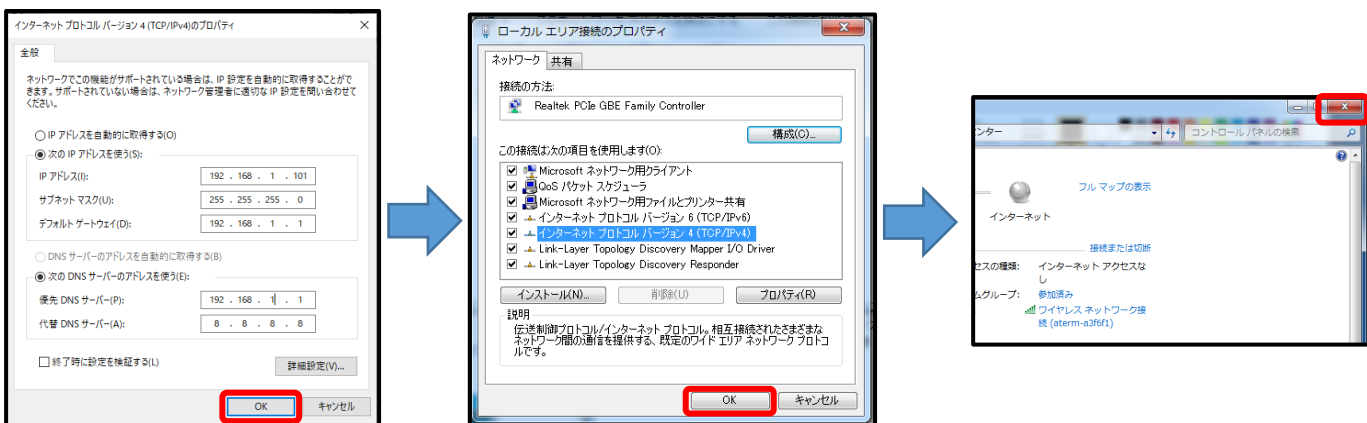 インターネット プロトコル バージョン 4 (TCP/IPv4)のプロパティ
全般
ネットワークでこの機能がサポートされている場合は、IP 設定を自動的に取得することがで
きます。サポートされていない場合は、ネットワーク管理者に適切な IP 設定を問い合わせて
ください。
IP アドレスを自動的に取得する(O)
次の IP アドレスを使う(S):
IP アドレス(I): 192 . 168 . 1 . 101
サブネット マスク(U): 255 . 255 . 255 . 0
デフォルト ゲートウェイ(D): 192 . 168 . 1 . 1
DNS サーバーのアドレスを自動的に取得する(B)
次の DNS サーバーのアドレスを使う(E):
優先 DNS サーバー(P): 192 . 168 . 1 . 1
代替 DNS サーバー(A): 8 . 8 . 8 . 8
終了時に設定を検証する(L)
詳細設定(V)...
OK キャンセル
ローカル エリア接続のプロパティ
ネットワーク 共有
接続の方法:
Realtek PCIe GBE Family Controller
構成(C)...
この接続は次の項目を使用します(O):
Microsoft ネットワーク用クライアント
QoS パケット スケジューラ
Microsoft ネットワーク用ファイルとプリンター共有
インターネット プロトコル バージョン 6 (TCP/IPv6)
インターネット プロトコル バージョン 4 (TCP/IPv4)
Link-Layer Topology Discovery Mapper I/O Driver
Link-Layer Topology Discovery Responder
インストール(N)... 削除(U) プロパティ(R)
説明
伝送制御プロトコル/インターネット プロトコル。相互接続されたさまざまな
ネットワーク間の通信を提供する、既定のワイド エリア ネットワーク プロトコ
ルです。
OK キャンセル
ンター コントロール パネルの検索
フル マップの表示
インターネット
接続または切断
セスの種類: インターネット アクセスな
し
ムグループ: 参加済み
ワイヤレス ネットワーク接
続 (aterm-a3f6f1)